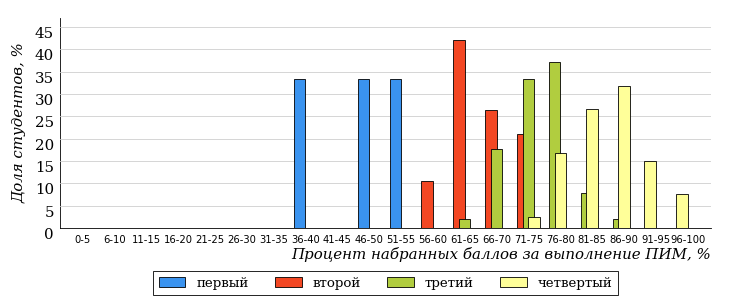 Доля студентов, %
45
40
35
30
25
20
15
10
5
0
0-5 6-10 11-15 16-20 21-25 26-30 31-35 36-40 41-45 46-50 51-55 56-60 61-65 66-70 71-75 76-80 81-85 86-90 91-95 96-100
Процент набранных баллов за выполнение ПИМ, %
первый второй третий четвертый